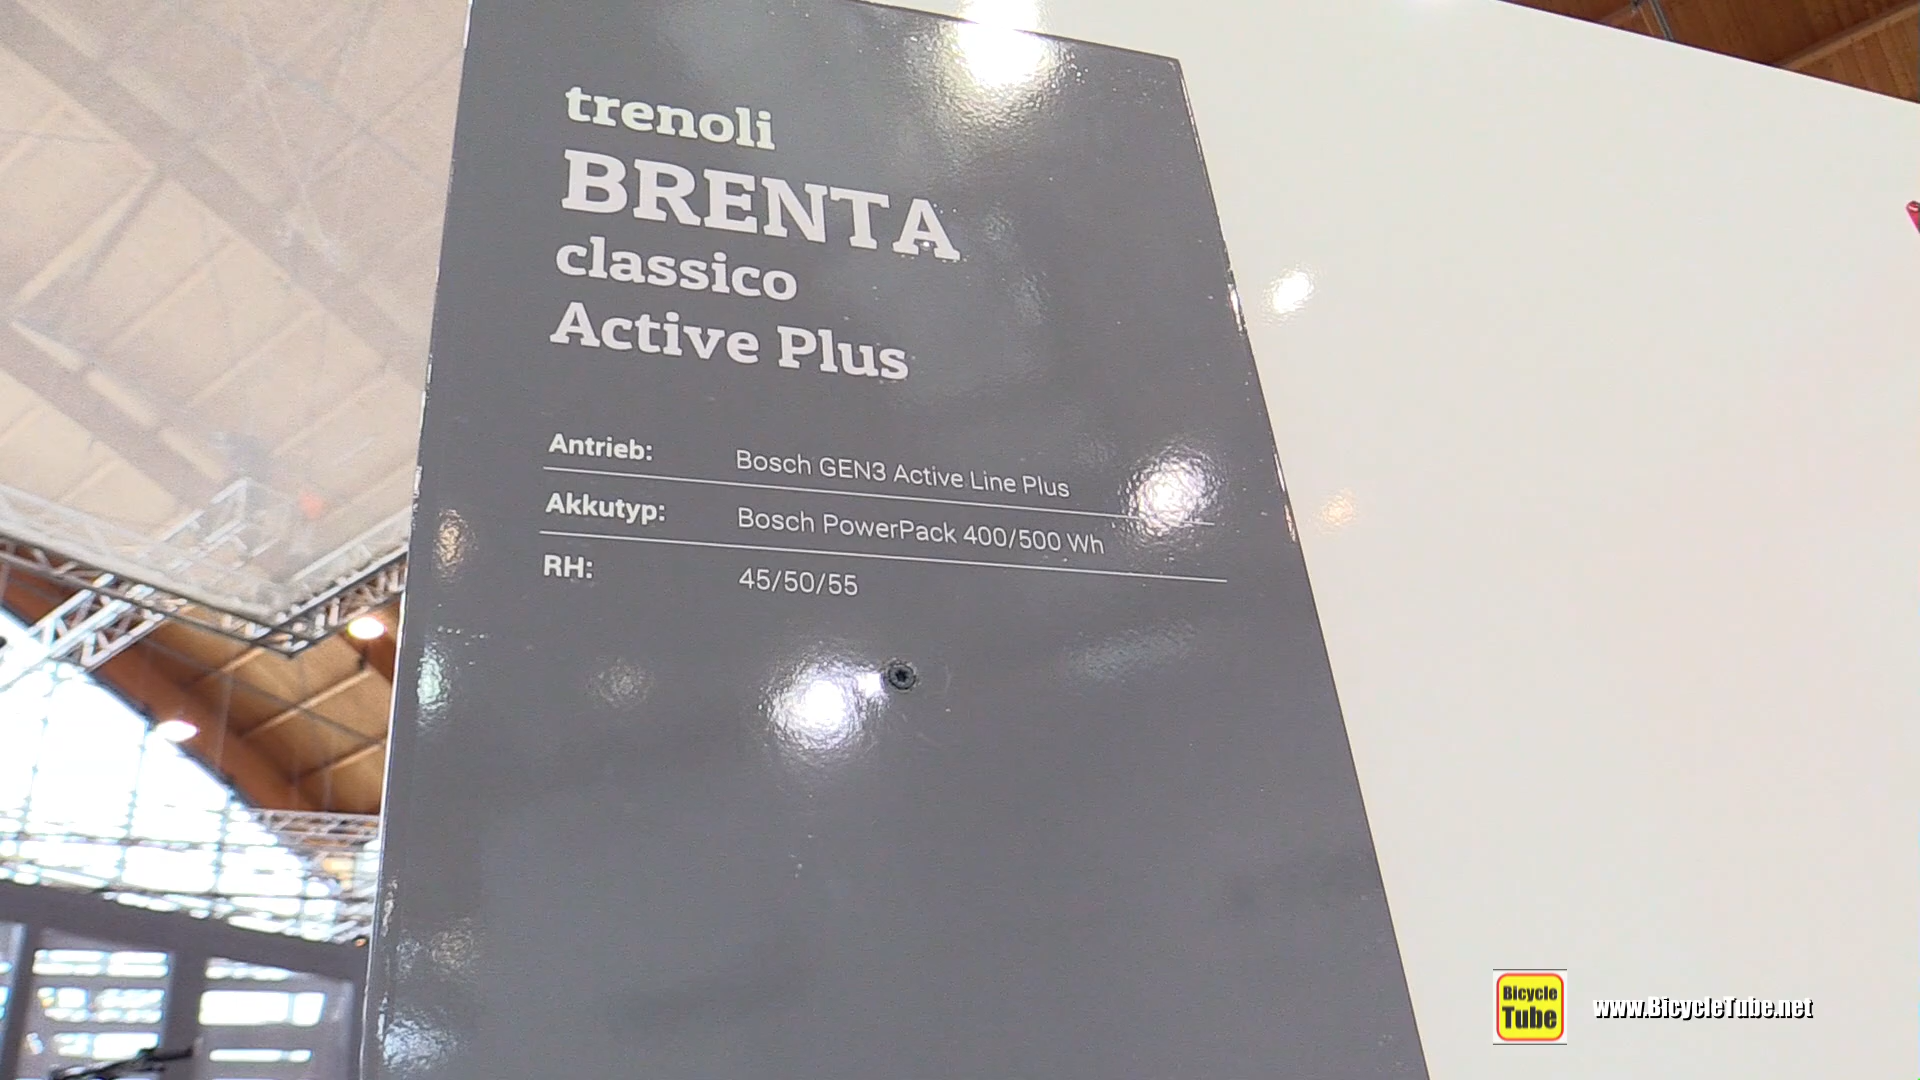 trenoli
BRENTA
classico
Active Plus
Antrieb: Bosch GEN3 Active Line Plus
Akkutyp: Bosch PowerPack 400/500 Wh
RH: 45/50/55
Bicycle
Tube
www.BicycleTube.net